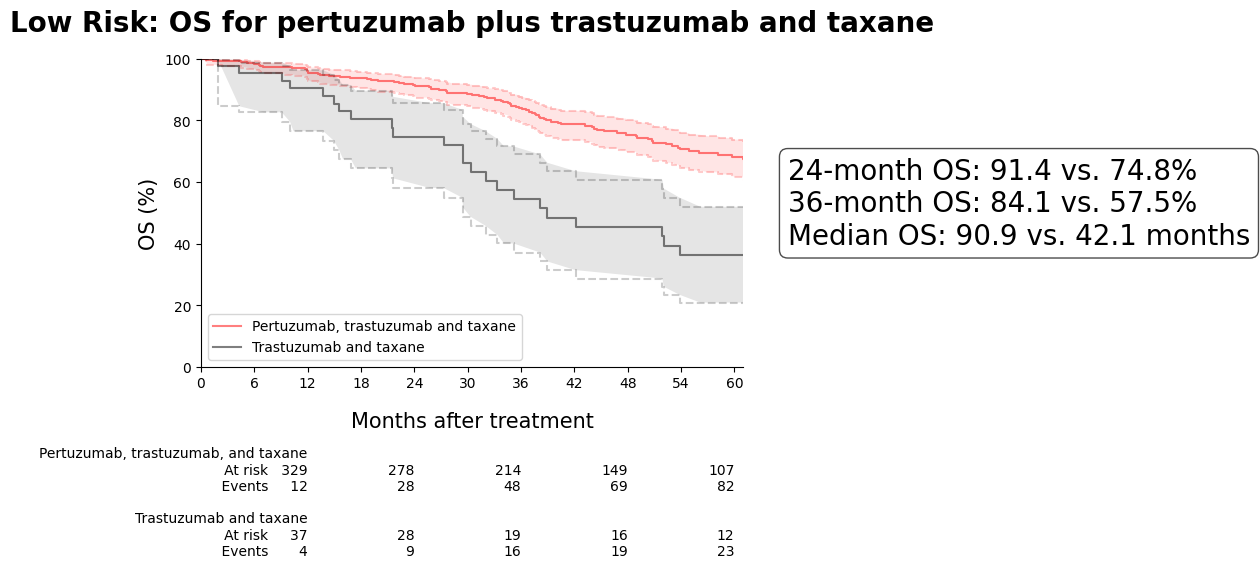 Low Risk: OS for pertuzumab plus trastuzumab and taxane
100
80
60
40
20
0
OS (%)
Pertuzumab, trastuzumab and taxane
Trastuzumab and taxane
0 6 12 18 24 30 36 42 48 54 60
Months after treatment
24-month OS: 91.4 vs. 74.8%
36-month OS: 84.1 vs. 57.5%
Median OS: 90.9 vs. 42.1 months
Pertuzumab, trastuzumab, and taxane
At risk 329 278 214 149 107
Events 12 28 48 69 82
Trastuzumab and taxane
At risk 37 28 19 16 12
Events 4 9 16 19 23